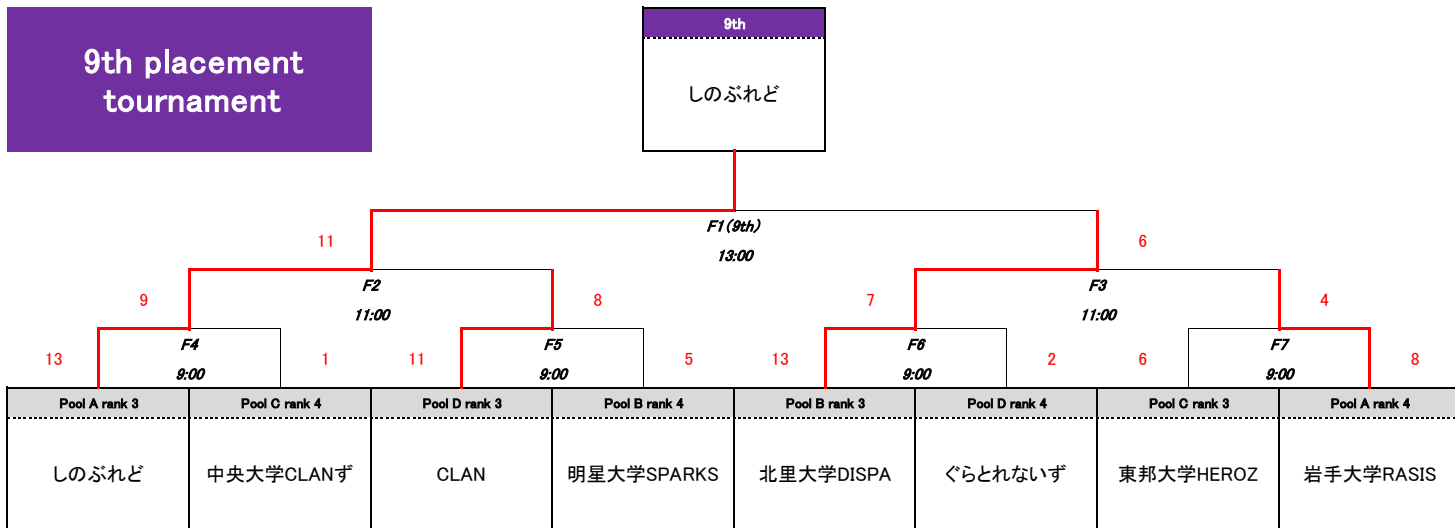 9th placement
tournament
9th
しのぶれど
F1(9th)
13:00
11
6
F2
11:00
F3
11:00
9
8
7
4
F4
9:00
F5
9:00
F6
9:00
F7
9:00
13
1
11
5
13
2
6
8
Pool A rank 3
Pool C rank 4
Pool D rank 3
Pool B rank 4
Pool B rank 3
Pool D rank 4
Pool C rank 3
Pool A rank 4
しのぶれど
中央大学CLANず
CLAN
明星大学SPARKS
北里大学DISPA
ぐらとれないず
東邦大学HEROZ
岩手大学RASIS